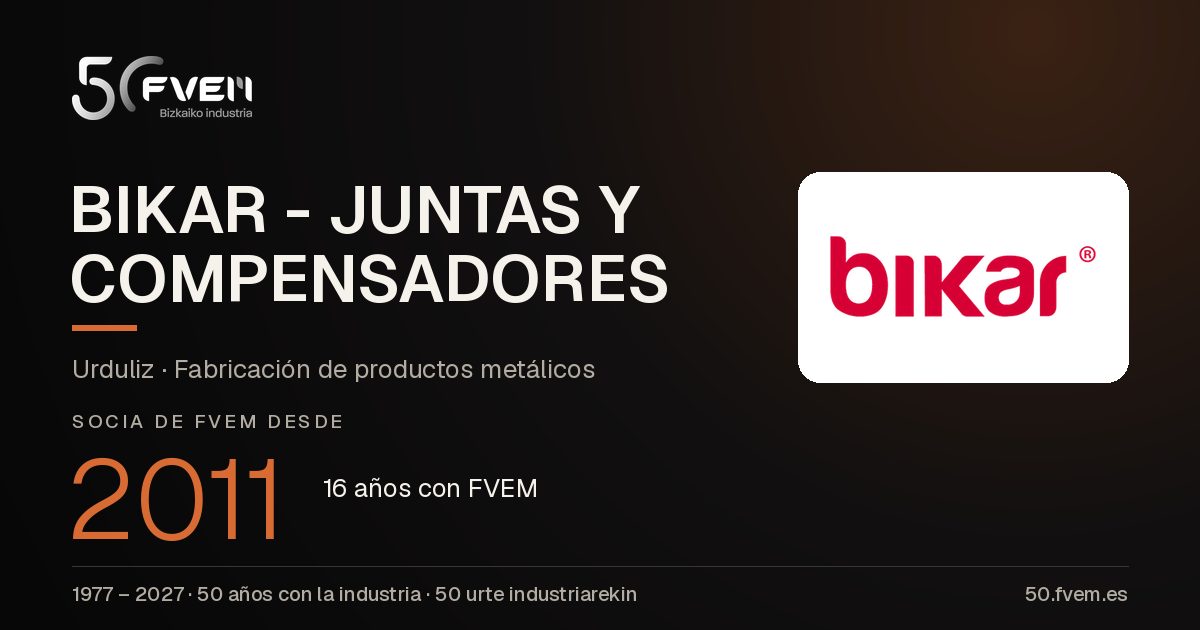 50 FVEM
Bizkaiko industria
BIKAR - JUNTAS Y
COMPENSADORES
bikar ®
Urduliz · Fabricación de productos metálicos
SOCIA DE FVEM DESDE
2011
16 años con FVEM
1977 – 2027 · 50 años con la industria · 50 urte industriarekin
50.fvem.es